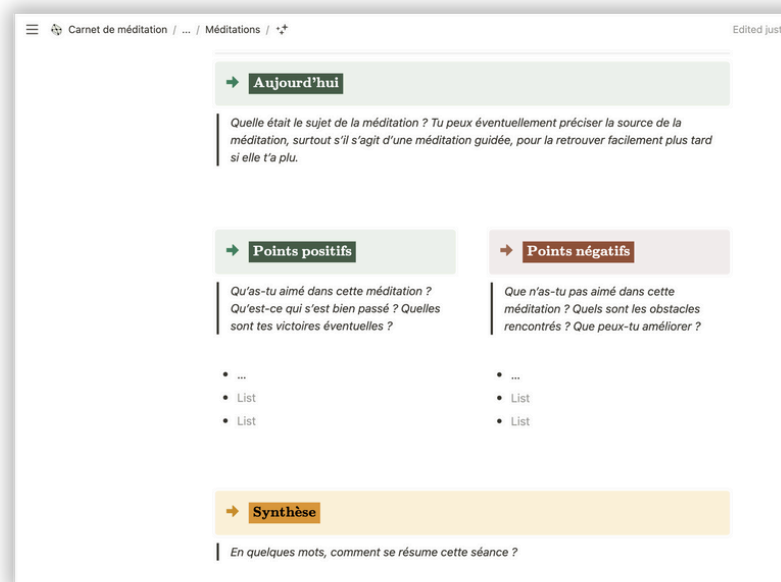 Carnet de méditation / ... / Méditations /
Edited just
Aujourd'hui
Quelle était le sujet de la méditation ? Tu peux éventuellement préciser la source de la
méditation, surtout s'il s'agit d'une méditation guidée, pour la retrouver facilement plus tard
si elle t'a plu.
Points positifs
Qu'as-tu aimé dans cette méditation ?
Qu'est-ce qui s'est bien passé ? Quelles
sont tes victoires éventuelles ?
...
List
List
Points négatifs
Que n'as-tu pas aimé dans cette
méditation ? Quels sont les obstacles
rencontrés ? Que peux-tu améliorer ?
...
List
List
Synthèse
En quelques mots, comment se résume cette séance ?